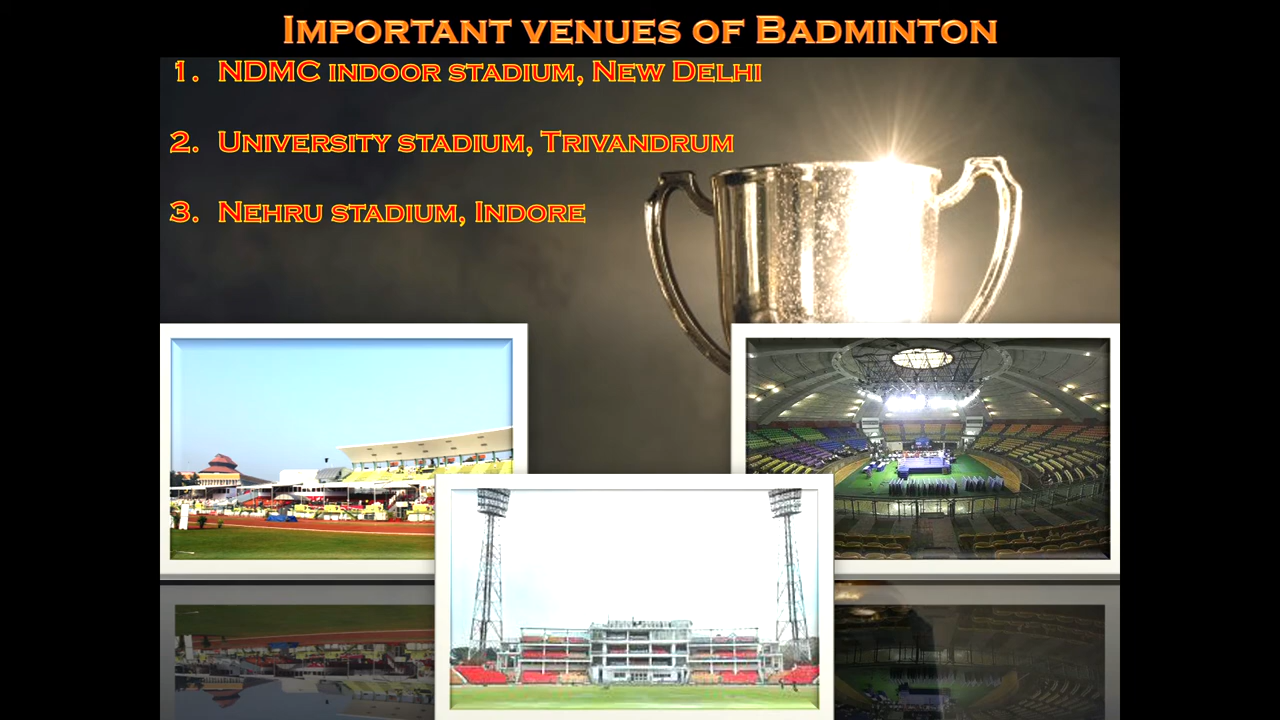 Important venues of Badminton
1. NDMC indoor stadium, New Delhi
2. University stadium, Trivandrum
3. Nehru stadium, Indore